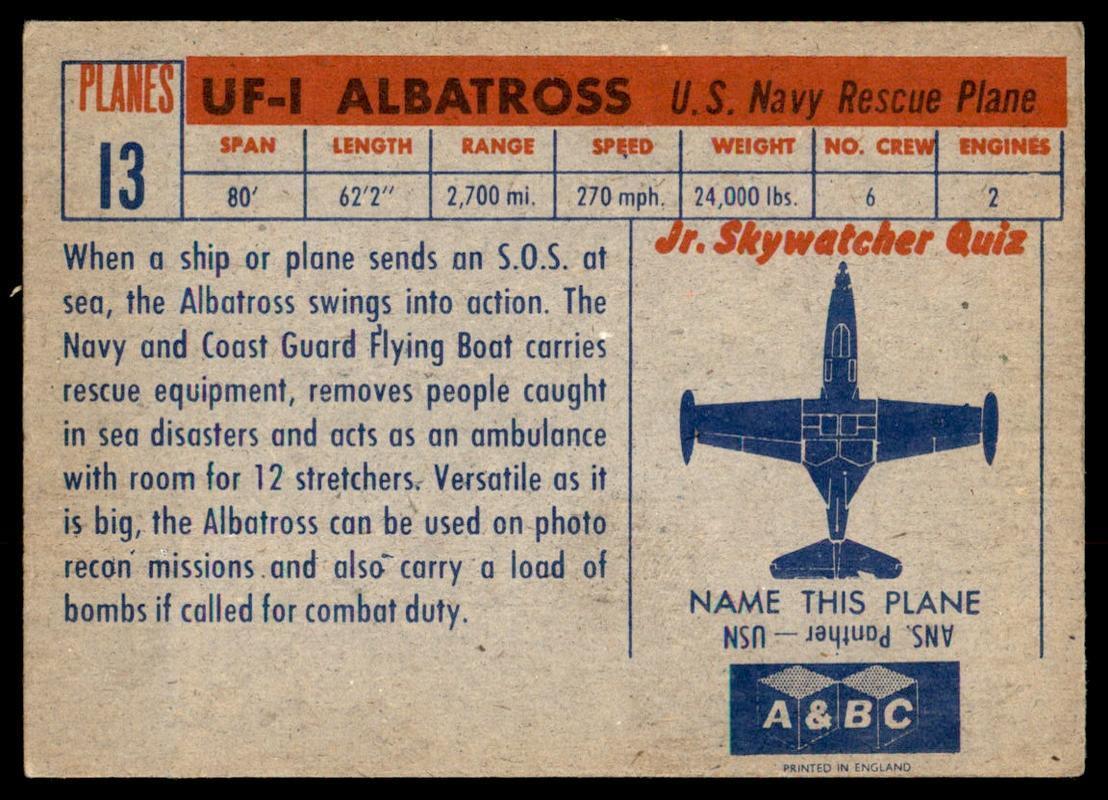 PLANES
13
UF-1 ALBATROSS U.S. Navy Rescue Plane
SPAN LENGTH RANGE SPEED WEIGHT NO. CREW ENGINES
80' 62'2" 2,700 mi. 270 mph. 24,000 lbs. 6 2
When a ship or plane sends an S.O.S. at
sea, the Albatross swings into action. The
Navy and Coast Guard Flying Boat carries
rescue equipment, removes people caught
in sea disasters and acts as an ambulance
with room for 12 stretchers. Versatile as it
is big, the Albatross can be used on photo
recon missions and also carry a load of
bombs if called for combat duty.
Jr. Skywatcher Quiz
NAME THIS PLANE
ANS. Panther — USN
A & B C
PRINTED IN ENGLAND